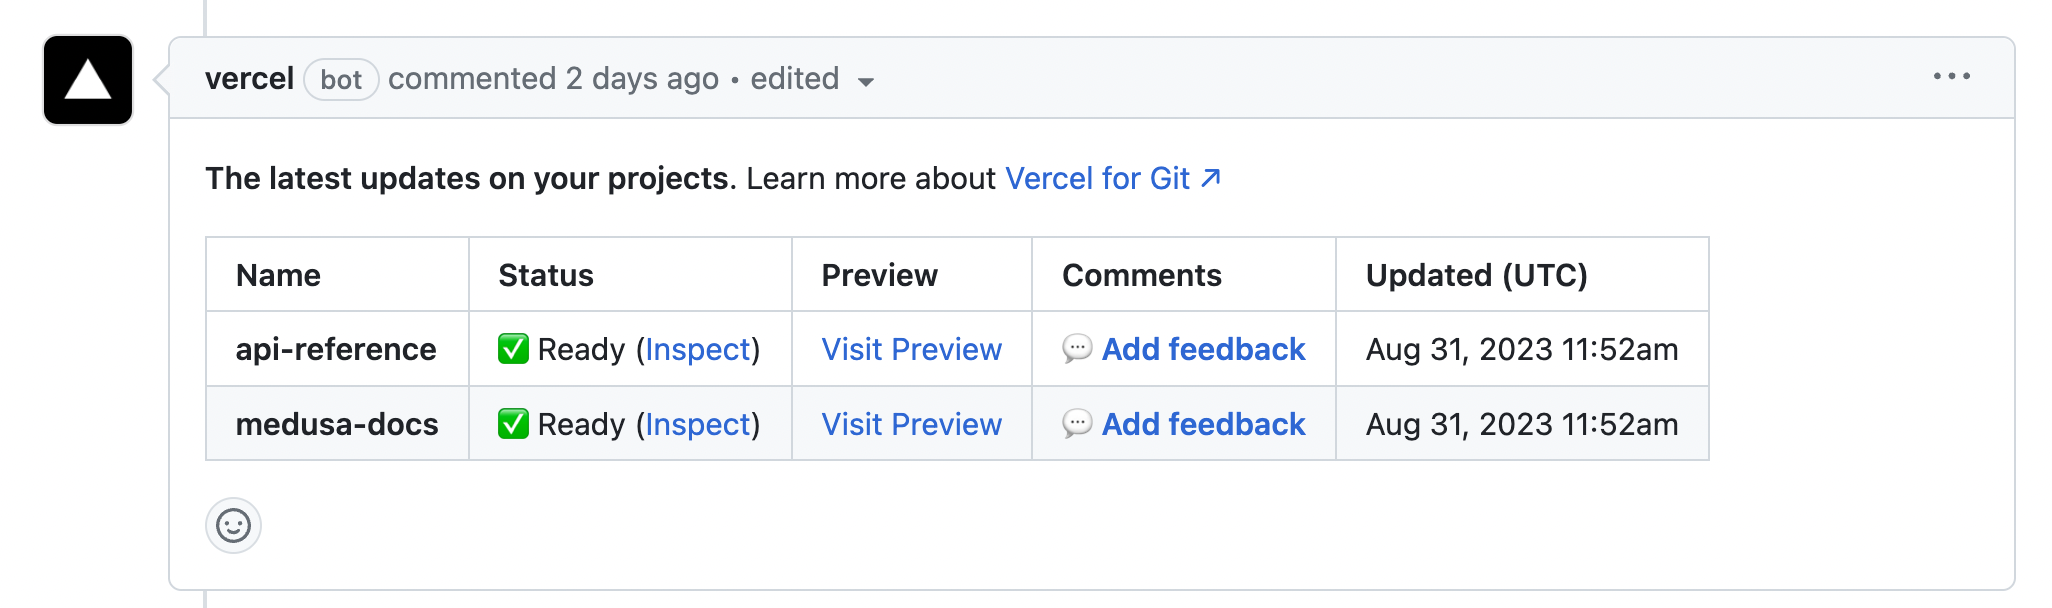 vercel bot commented 2 days ago • edited
The latest updates on your projects. Learn more about Vercel for Git ↗
Name Status Preview Comments Updated (UTC)
api-reference ✅ Ready (Inspect) Visit Preview 💬 Add feedback Aug 31, 2023 11:52am
medusa-docs ✅ Ready (Inspect) Visit Preview 💬 Add feedback Aug 31, 2023 11:52am